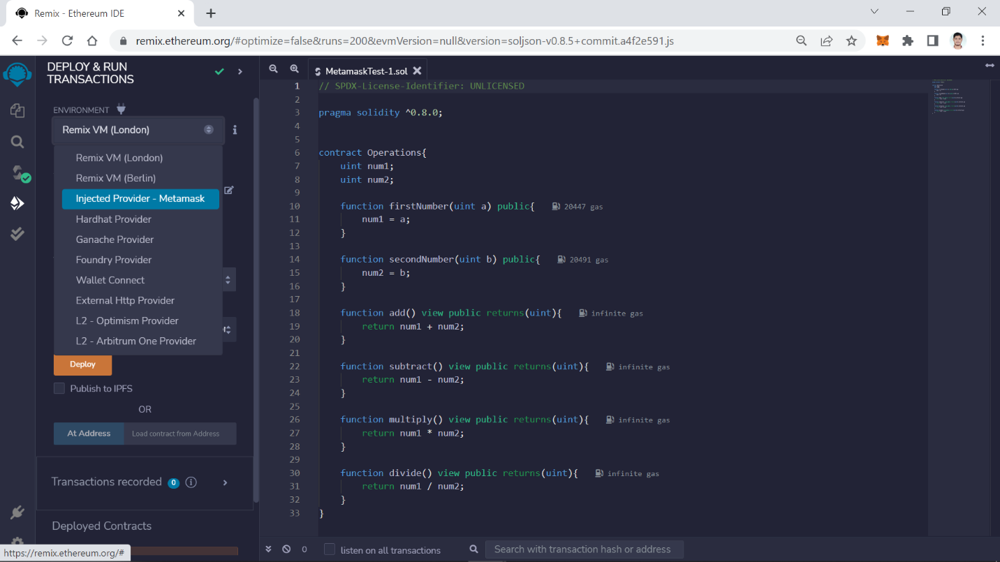 Remix - Ethereum IDE
remix.ethereum.org/#optimize=false&runs=200&evmVersion=null&version=soljson-v0.8.5+commit.a4f2e591.js
DEPLOY & RUN
TRANSACTIONS
ENVIRONMENT
Remix VM (London)
Remix VM (London)
Remix VM (Berlin)
Injected Provider - Metamask
Hardhat Provider
Ganache Provider
Foundry Provider
Wallet Connect
External Http Provider
L2 - Optimism Provider
L2 - Arbitrum One Provider
Deploy
Publish to IPFS
OR
At Address Load contract from Address
Transactions recorded 0 i
Deployed Contracts
https://remix.ethereum.org/#
MetamaskTest-1.sol
1 // SPDX-License-Identifier: UNLICENSED
2
3 pragma solidity ^0.8.0;
4
5
6 contract Operations{
7 uint num1;
8 uint num2;
9
10 function firstNumber(uint a) public{ 20447 gas
11 num1 = a;
12 }
13
14 function secondNumber(uint b) public{ 20491 gas
15 num2 = b;
16 }
17
18 function add() view public returns(uint){ infinite gas
19 return num1 + num2;
20 }
21
22 function subtract() view public returns(uint){ infinite gas
23 return num1 - num2;
24 }
25
26 function multiply() view public returns(uint){ infinite gas
27 return num1 * num2;
28 }
29
30 function divide() view public returns(uint){ infinite gas
31 return num1 / num2;
32 }
33 }
0 listen on all transactions Search with transaction hash or address